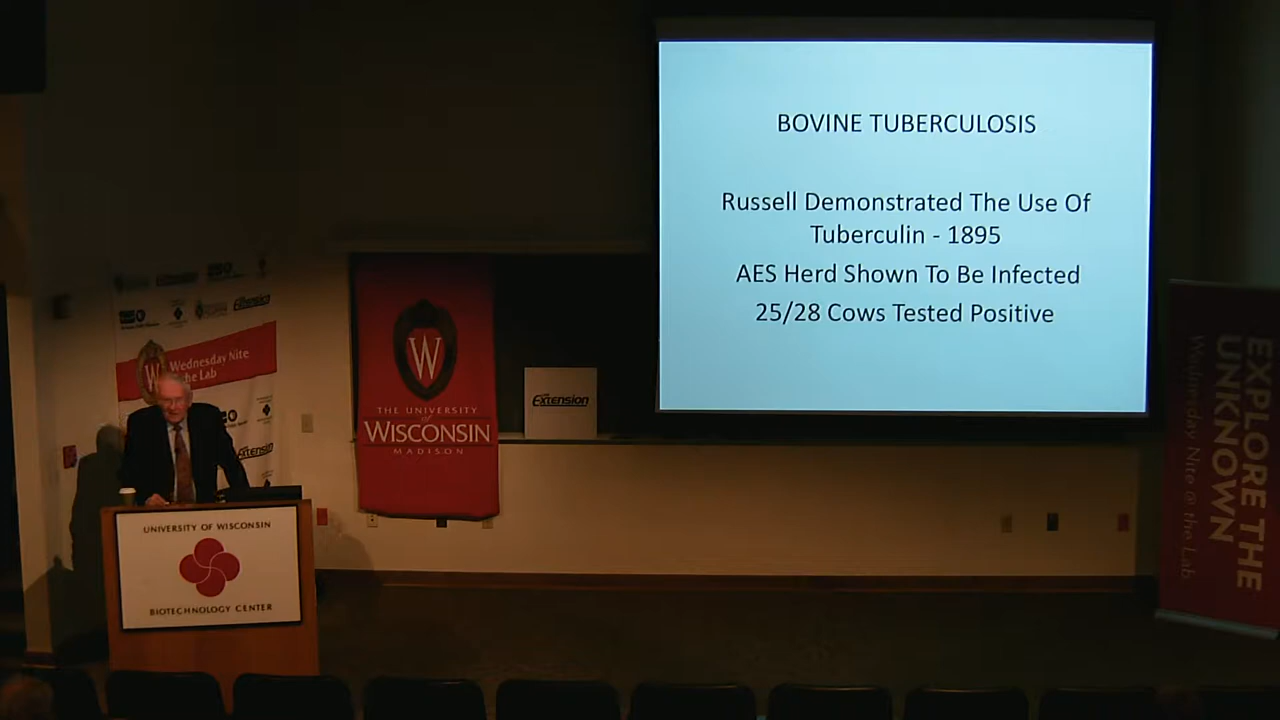 BOVINE TUBERCULOSIS
Russell Demonstrated The Use Of
Tuberculin - 1895
AES Herd Shown To Be Infected
25/28 Cows Tested Positive
Wednesday Nite
W
Extension
Extension
W
THE UNIVERSITY
of
WISCONSIN
MADISON
Extension
UNIVERSITY OF WISCONSIN
BIOTECHNOLOGY CENTER
EXPLORE THE
UNKNOWN
Wednesday Nite @ the Lab